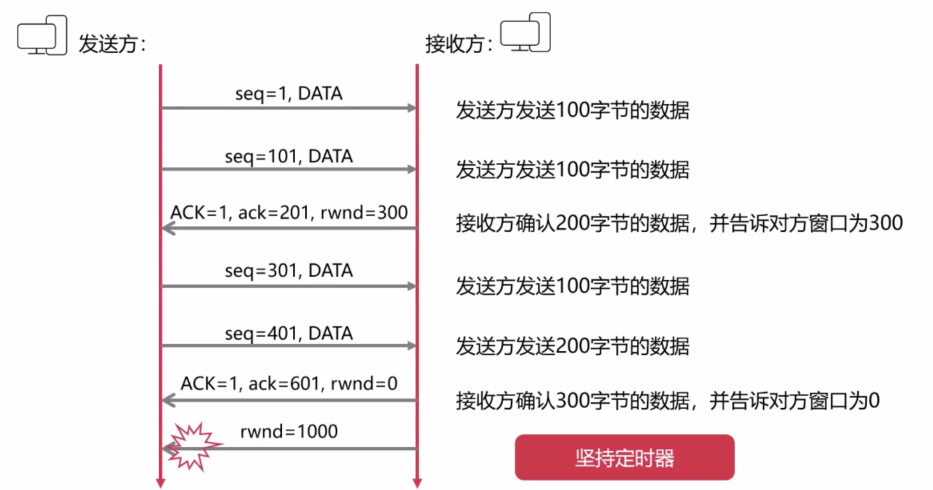 发送方：
接收方：
seq=1, DATA
发送方发送100字节的数据
seq=101, DATA
发送方发送100字节的数据
ACK=1, ack=201, rwnd=300
接收方确认200字节的数据，并告诉对方窗口为300
seq=301, DATA
发送方发送100字节的数据
seq=401, DATA
发送方发送200字节的数据
ACK=1, ack=601, rwnd=0
接收方确认300字节的数据，并告诉对方窗口为0
rwnd=1000
坚持定时器